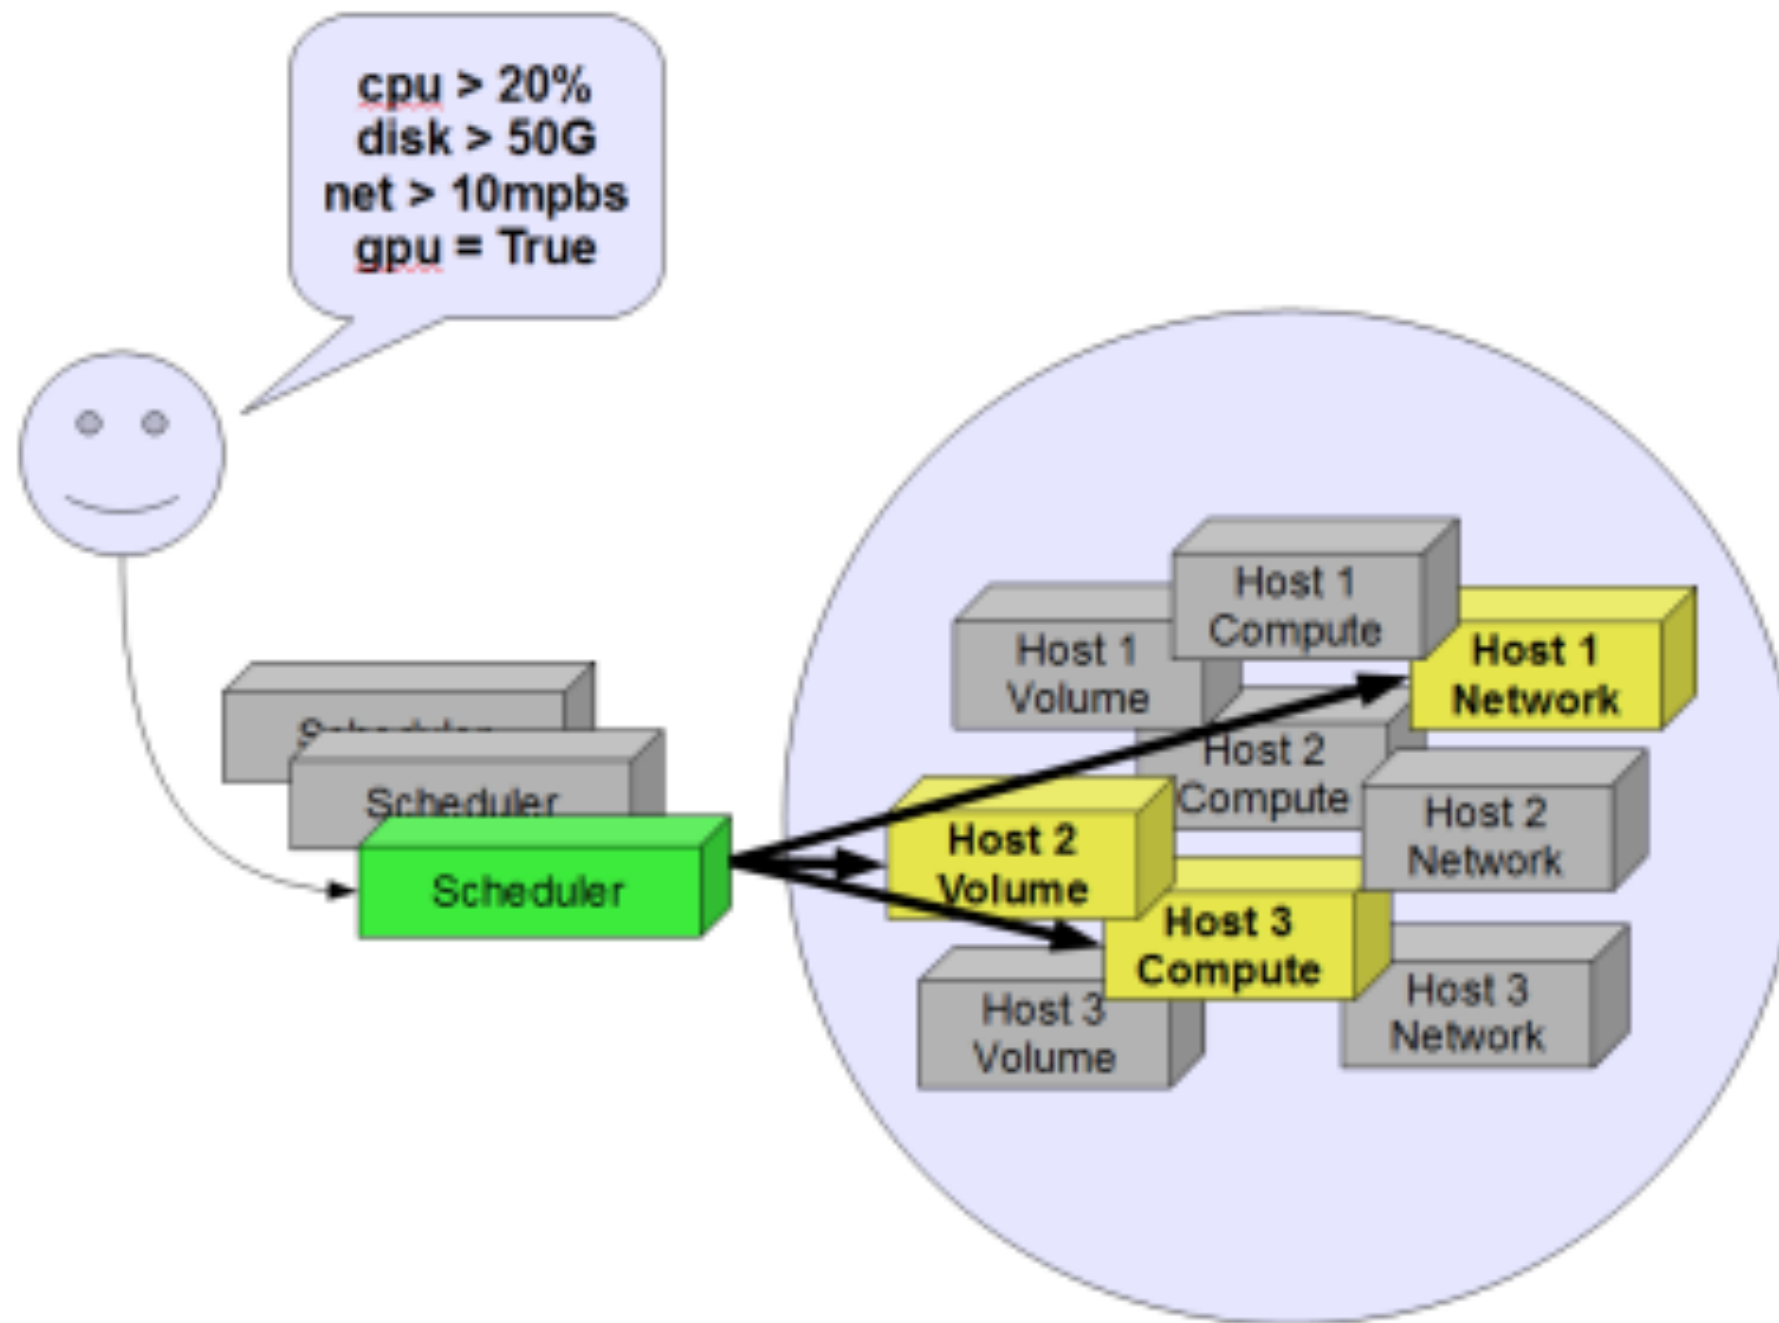 cpu > 20%
disk > 50G
net > 10mpbs
gpu = True
Scheduler
Scheduler
Scheduler
Host 1
Compute
Host 1
Volume
Host 1
Network
Host 2
Compute
Host 2
Volume
Host 2
Network
Host 3
Compute
Host 3
Volume
Host 3
Network